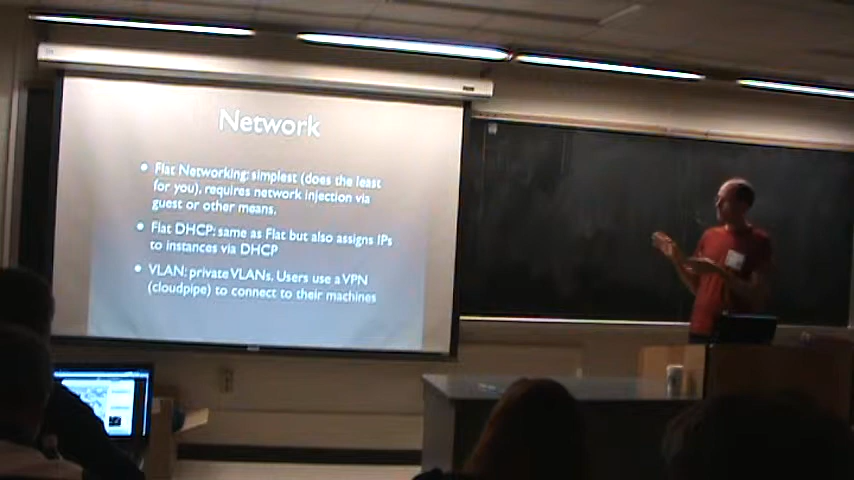 Network
• Flat Networking: simplest (does the least
for you), requires network injection via
guest or other means.
• Flat DHCP: same as Flat but also assigns IPs
to instances via DHCP
• VLAN: private VLANs. Users use a VPN
(cloudpipe) to connect to their machines